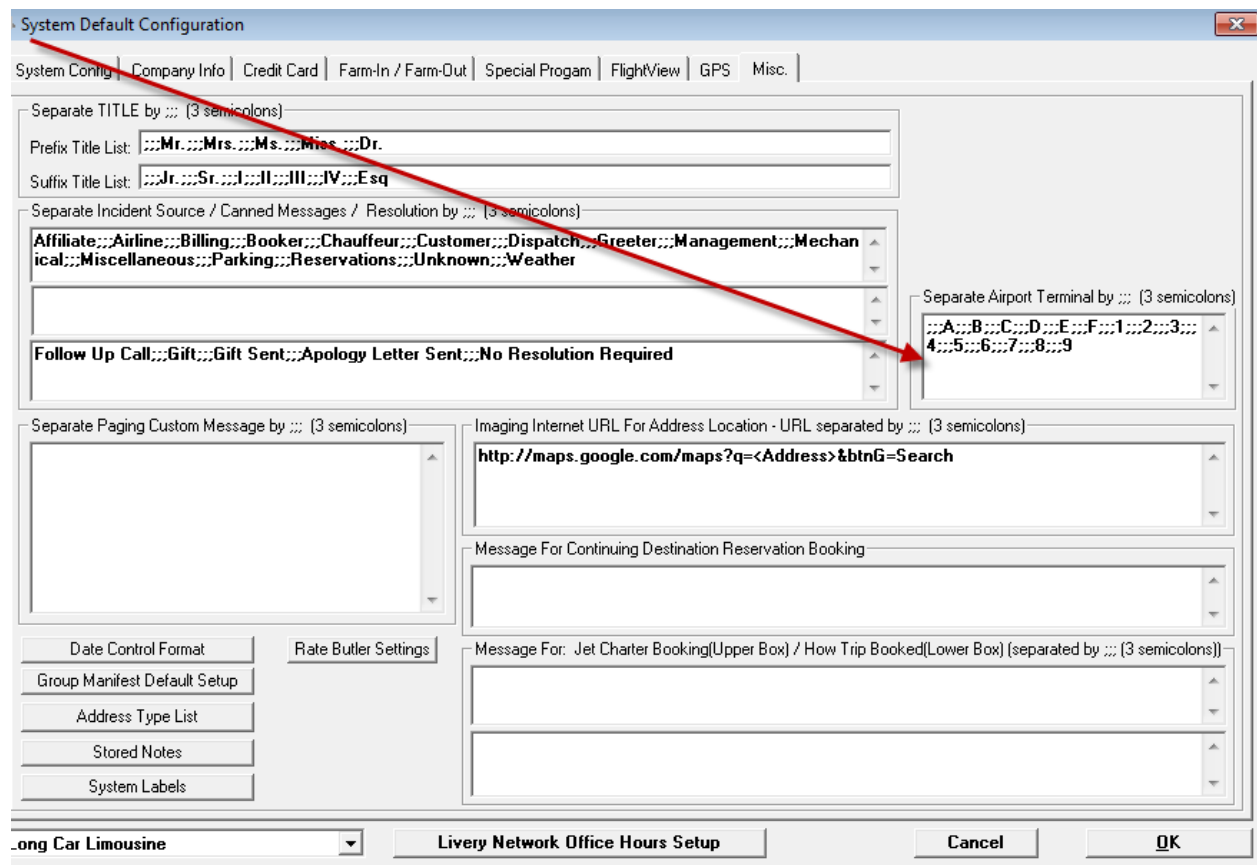 System Default Configuration
System Config Company Info Credit Card Farm-In / Farm-Out Special Progam FlightView GPS Misc.
Separate TITLE by ;;; (3 semicolons)
Prefix Title List: ;;;Mr.;;;Mrs.;;;Ms.;;;Miss.;;;Dr.
Suffix Title List: ;;;Jr.;;;Sr.;;;I;;;II;;;III;;;IV;;;Esq
Separate Incident Source / Canned Messages / Resolution by ;;; (3 semicolons)
Affiliate;;;Airline;;;Billing;;;Booker;;;Chauffeur;;;Customer;;;Dispatch;;;Greeter;;;Management;;;Mechan
ical;;;Miscellaneous;;;Parking;;;Reservations;;;Unknown;;;Weather
Follow Up Call;;;Gift;;;Gift Sent;;;Apology Letter Sent;;;No Resolution Required
Separate Airport Terminal by ;;; (3 semicolons)
;;;A;;;B;;;C;;;D;;;E;;;F;;;1;;;2;;;3;;;
4;;;5;;;6;;;7;;;8;;;9
Separate Paging Custom Message by ;;; (3 semicolons)
Imaging Internet URL For Address Location - URL separated by ;;; (3 semicolons)
http://maps.google.com/maps?q=<Address>&btnG=Search
Message For Continuing Destination Reservation Booking
Message For: Jet Charter Booking(Upper Box) / How Trip Booked(Lower Box) (separated by ;;; (3 semicolons))
Date Control Format
Rate Butler Settings
Group Manifest Default Setup
Address Type List
Stored Notes
System Labels
Long Car Limousine
Livery Network Office Hours Setup
Cancel
OK